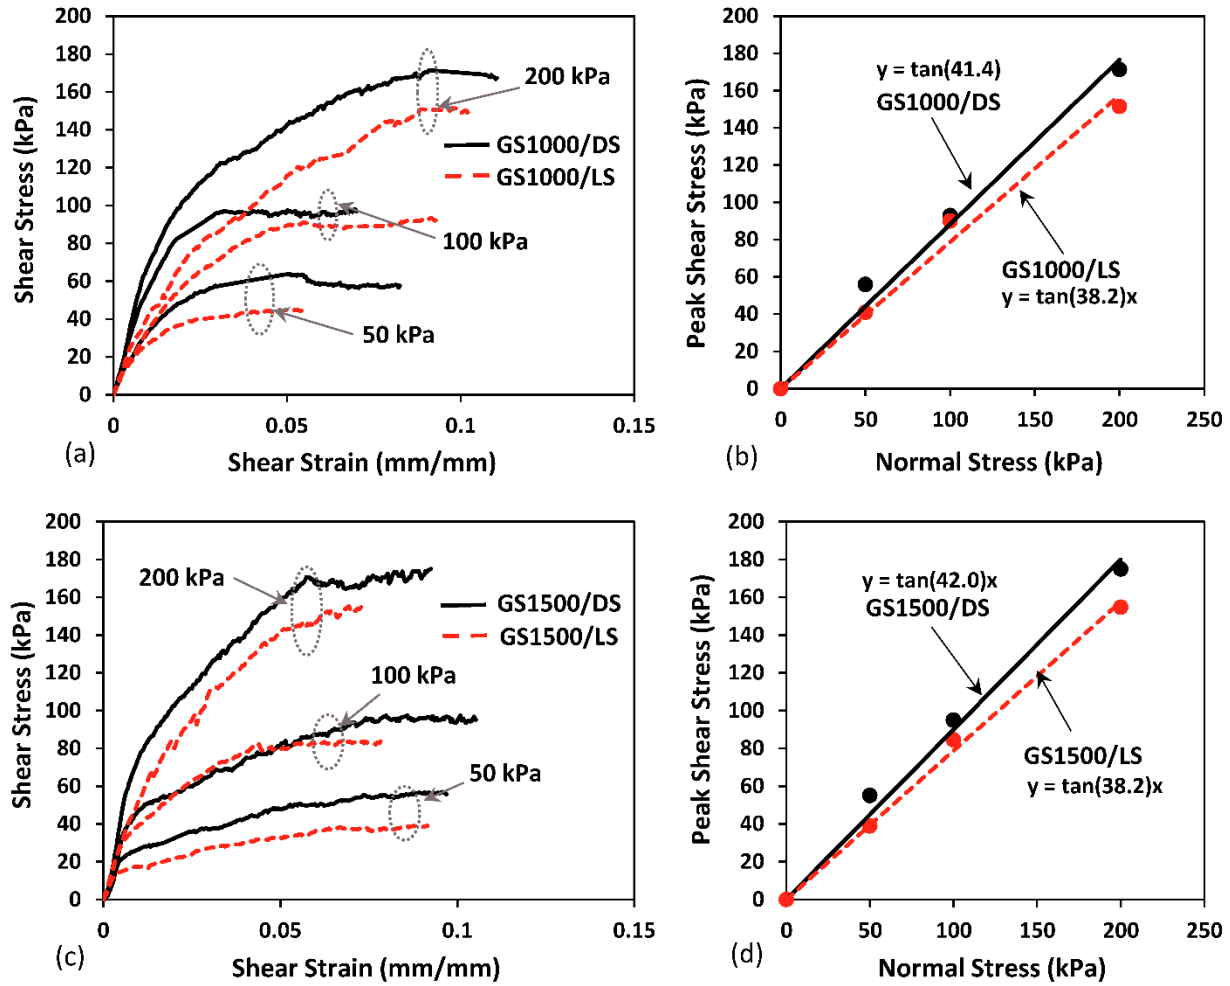 200
180
160
140
120
100
80
60
40
20
0
Shear Stress (kPa)
200 kPa
GS1000/DS
GS1000/LS
100 kPa
50 kPa
0
0.05
0.1
0.15
Shear Strain (mm/mm)
(a)
200
180
160
140
120
100
80
60
40
20
0
Peak Shear Stress (kPa)
y = tan(41.4)
GS1000/DS
GS1000/LS
y = tan(38.2)x
0
50
100
150
200
250
Normal Stress (kPa)
(b)
200
180
160
140
120
100
80
60
40
20
0
Shear Stress (kPa)
200 kPa
GS1500/DS
GS1500/LS
100 kPa
50 kPa
0
0.05
0.1
0.15
Shear Strain (mm/mm)
(c)
200
180
160
140
120
100
80
60
40
20
0
Peak Shear Stress (kPa)
y = tan(42.0)x
GS1500/DS
GS1500/LS
y = tan(38.2)x
0
50
100
150
200
250
Normal Stress (kPa)
(d)